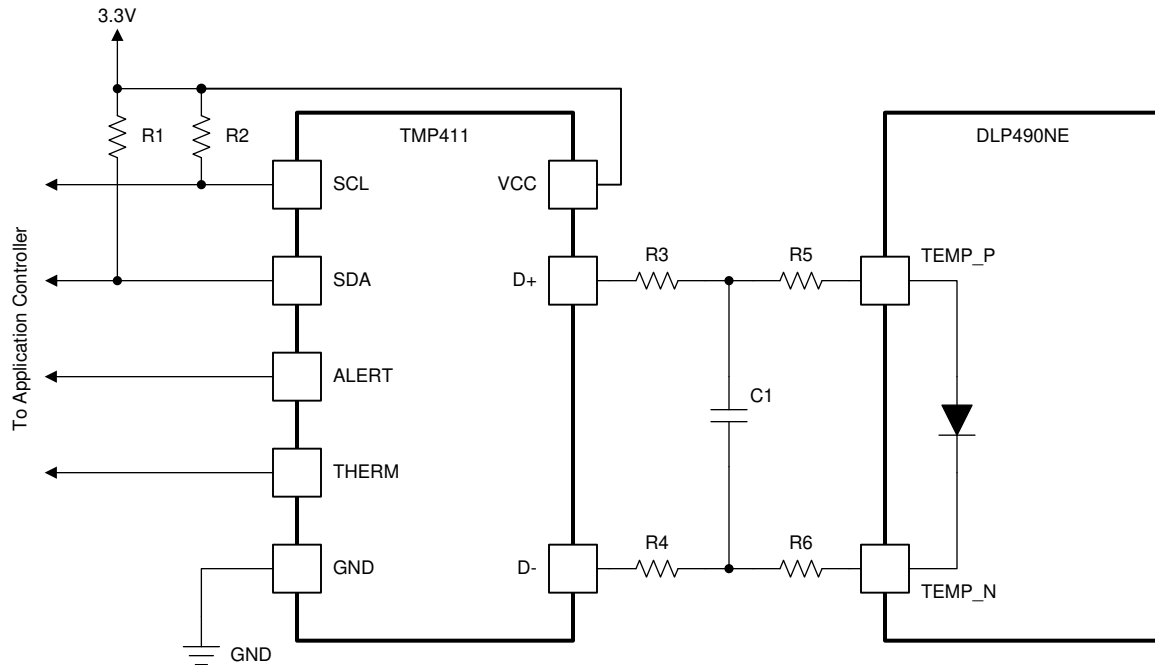 3.3V
R1
R2
TMP411
DLP490NE
SCL
VCC
SDA
D+
R3
R5
TEMP_P
To Application Controller
ALERT
C1
THERM
GND
D-
R4
R6
TEMP_N
GND